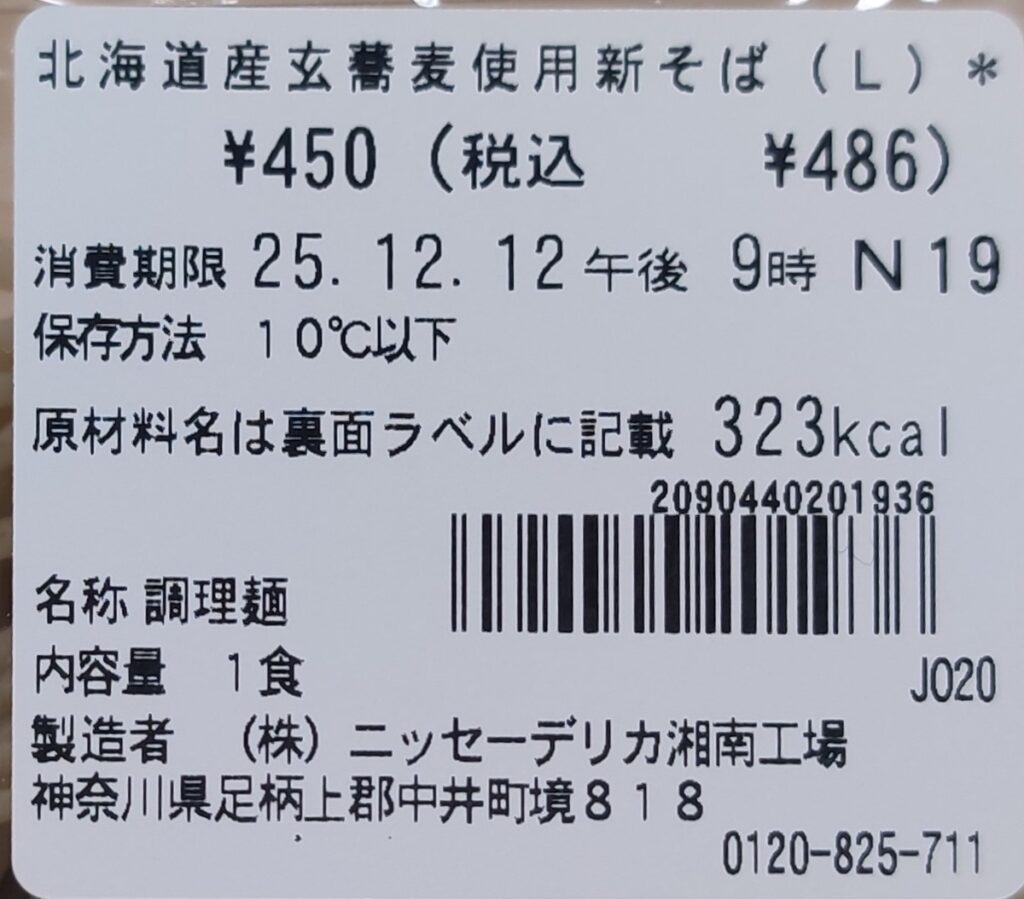 北海道産玄蕎麦使用新そば（L）＊
¥450（税込 ¥486）
消費期限 25.12.12午後 9時 N19
保存方法 10℃以下
原材料名は裏面ラベルに記載 323kcal
2090440201936
名称 調理麺
内容量 1食
J020
製造者 （株）ニッセーデリカ湘南工場
神奈川県足柄上郡中井町境818
0120-825-711